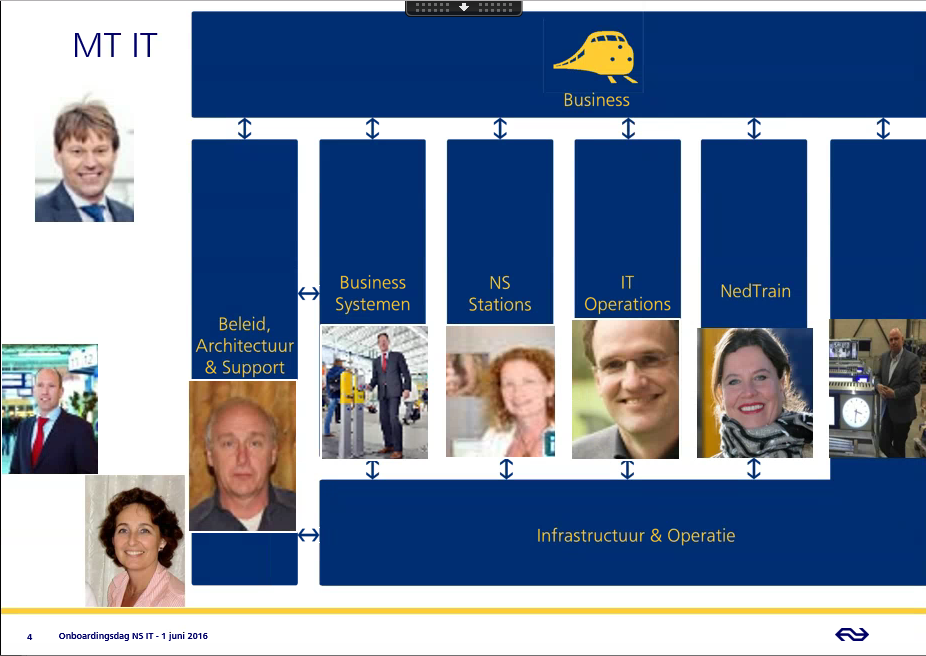 MT IT
Business
Business
Systemen
NS
Stations
IT
Operations
NedTrain
Beleid,
Architectuur
& Support
Infrastructuur & Operatie
4 Onboardingsdag NS IT - 1 juni 2016